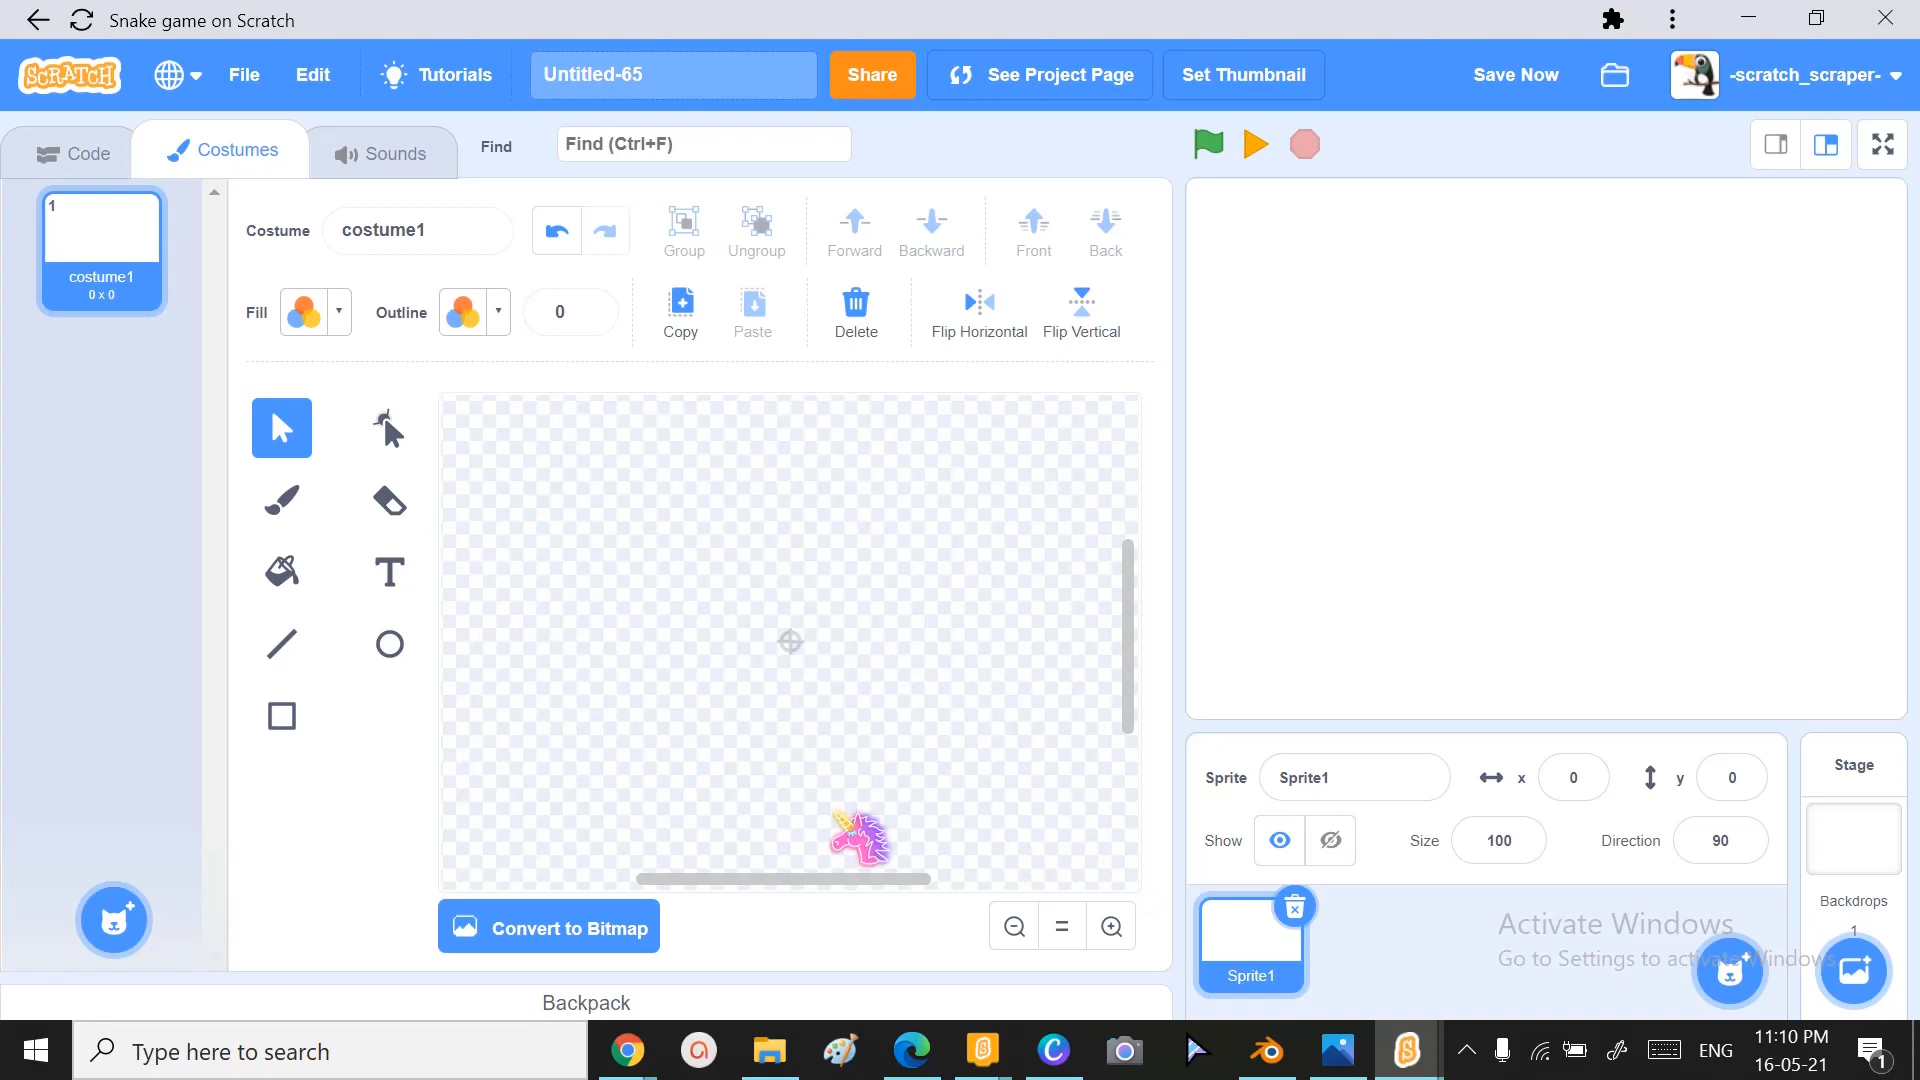 Snake game on Scratch
SCRATCH File Edit Tutorials Untitled-65 Share See Project Page Set Thumbnail Save Now -scratch_scraper-
Code Costumes Sounds Find Find (Ctrl+F)
1
costume1
0 x 0
Costume costume1 Group Ungroup Forward Backward Front Back
Fill Outline 0 Copy Paste Delete Flip Horizontal Flip Vertical
T
Convert to Bitmap
Backpack
Sprite Sprite1 x 0 y 0
Show Size 100 Direction 90
Sprite1
Stage
Backdrops
1
Activate Windows
Go to Settings to activate Windows.
Type here to search
ENG
11:10 PM
16-05-21
1